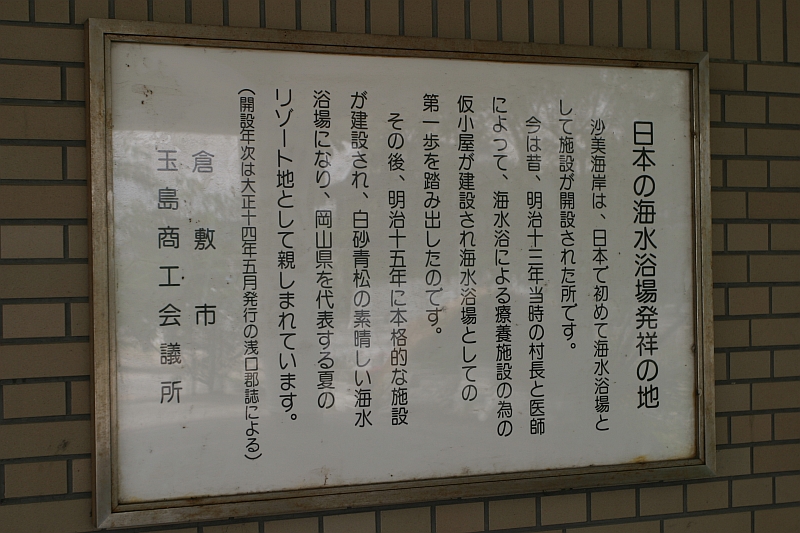 日本の海水浴場発祥の地
沙美海岸は、日本で初めて海水浴場と
して施設が開設された所です。
今は昔、明治十三年当時の村長と医師
によって、海水浴による療養施設の為の
仮小屋が建設され海水浴場としての
第一歩を踏み出したのです。
その後、明治十五年に本格的な施設
が建設され、白砂青松の素晴しい海水
浴場になり、岡山県を代表する夏の
リゾート地として親しまれています。
（開設年次は大正十四年五月発行の浅口郡誌による）
倉敷市
玉島商工会議所